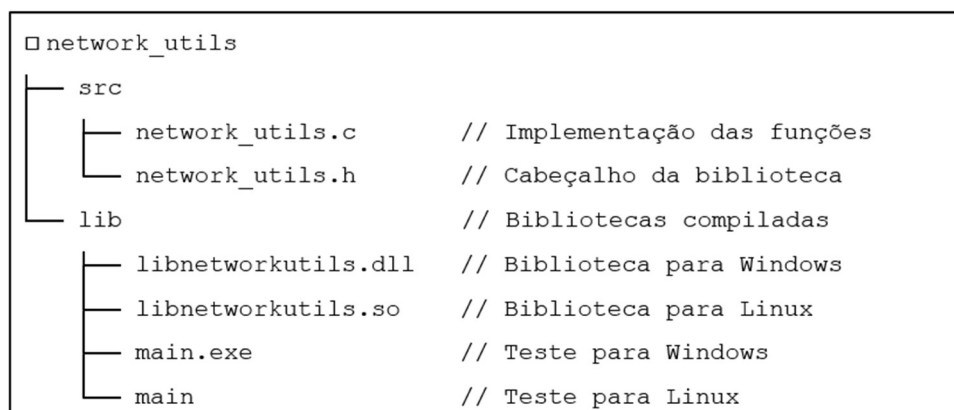 □ network_utils
├── src
│   ├── network_utils.c // Implementação das funções
│   └── network_utils.h // Cabeçalho da biblioteca
└── lib // Bibliotecas compiladas
    ├── libnetworkutils.dll // Biblioteca para Windows
    ├── libnetworkutils.so // Biblioteca para Linux
    ├── main.exe // Teste para Windows
    └── main // Teste para Linux